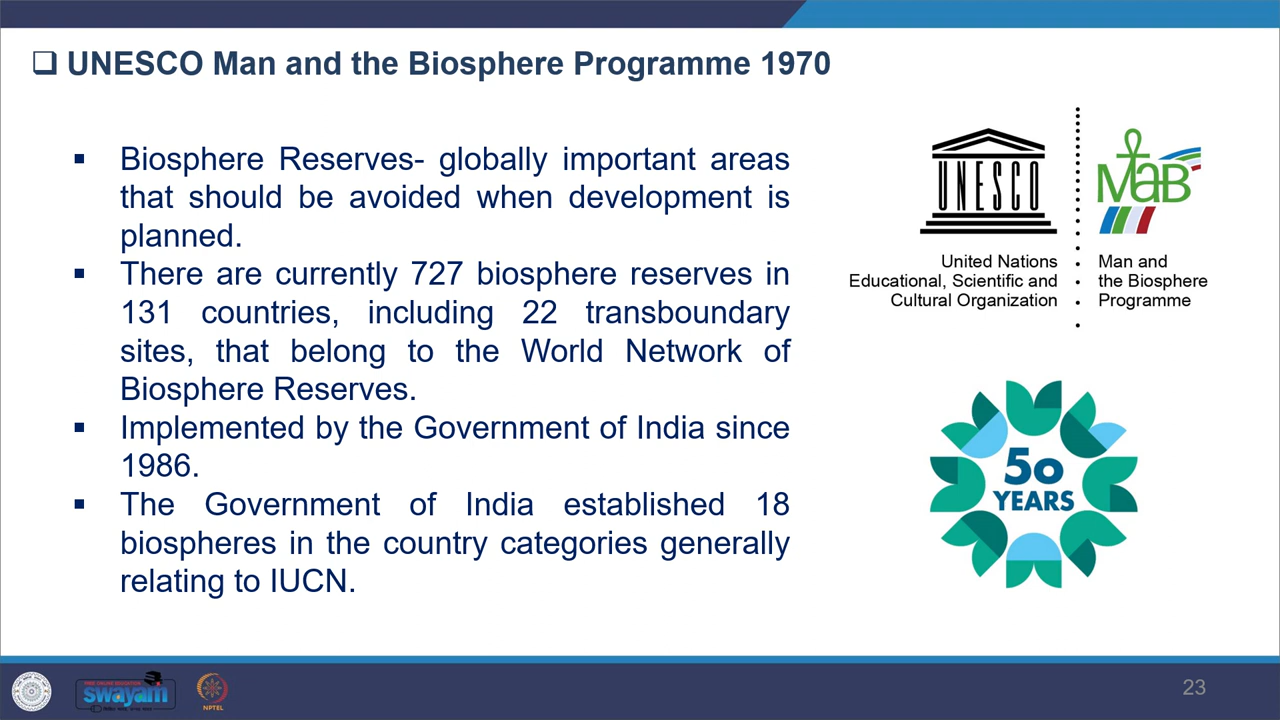 UNESCO Man and the Biosphere Programme 1970
Biosphere Reserves- globally important areas
that should be avoided when development is
planned.
There are currently 727 biosphere reserves in
131 countries, including 22 transboundary
sites, that belong to the World Network of
Biosphere Reserves.
Implemented by the Government of India since
1986.
The Government of India established 18
biospheres in the country categories generally
relating to IUCN.
UNESCO
United Nations
Educational, Scientific and
Cultural Organization
MaB
Man and
the Biosphere
Programme
50
YEARS
FREE ONLINE EDUCATION
swayam
NPTEL
23